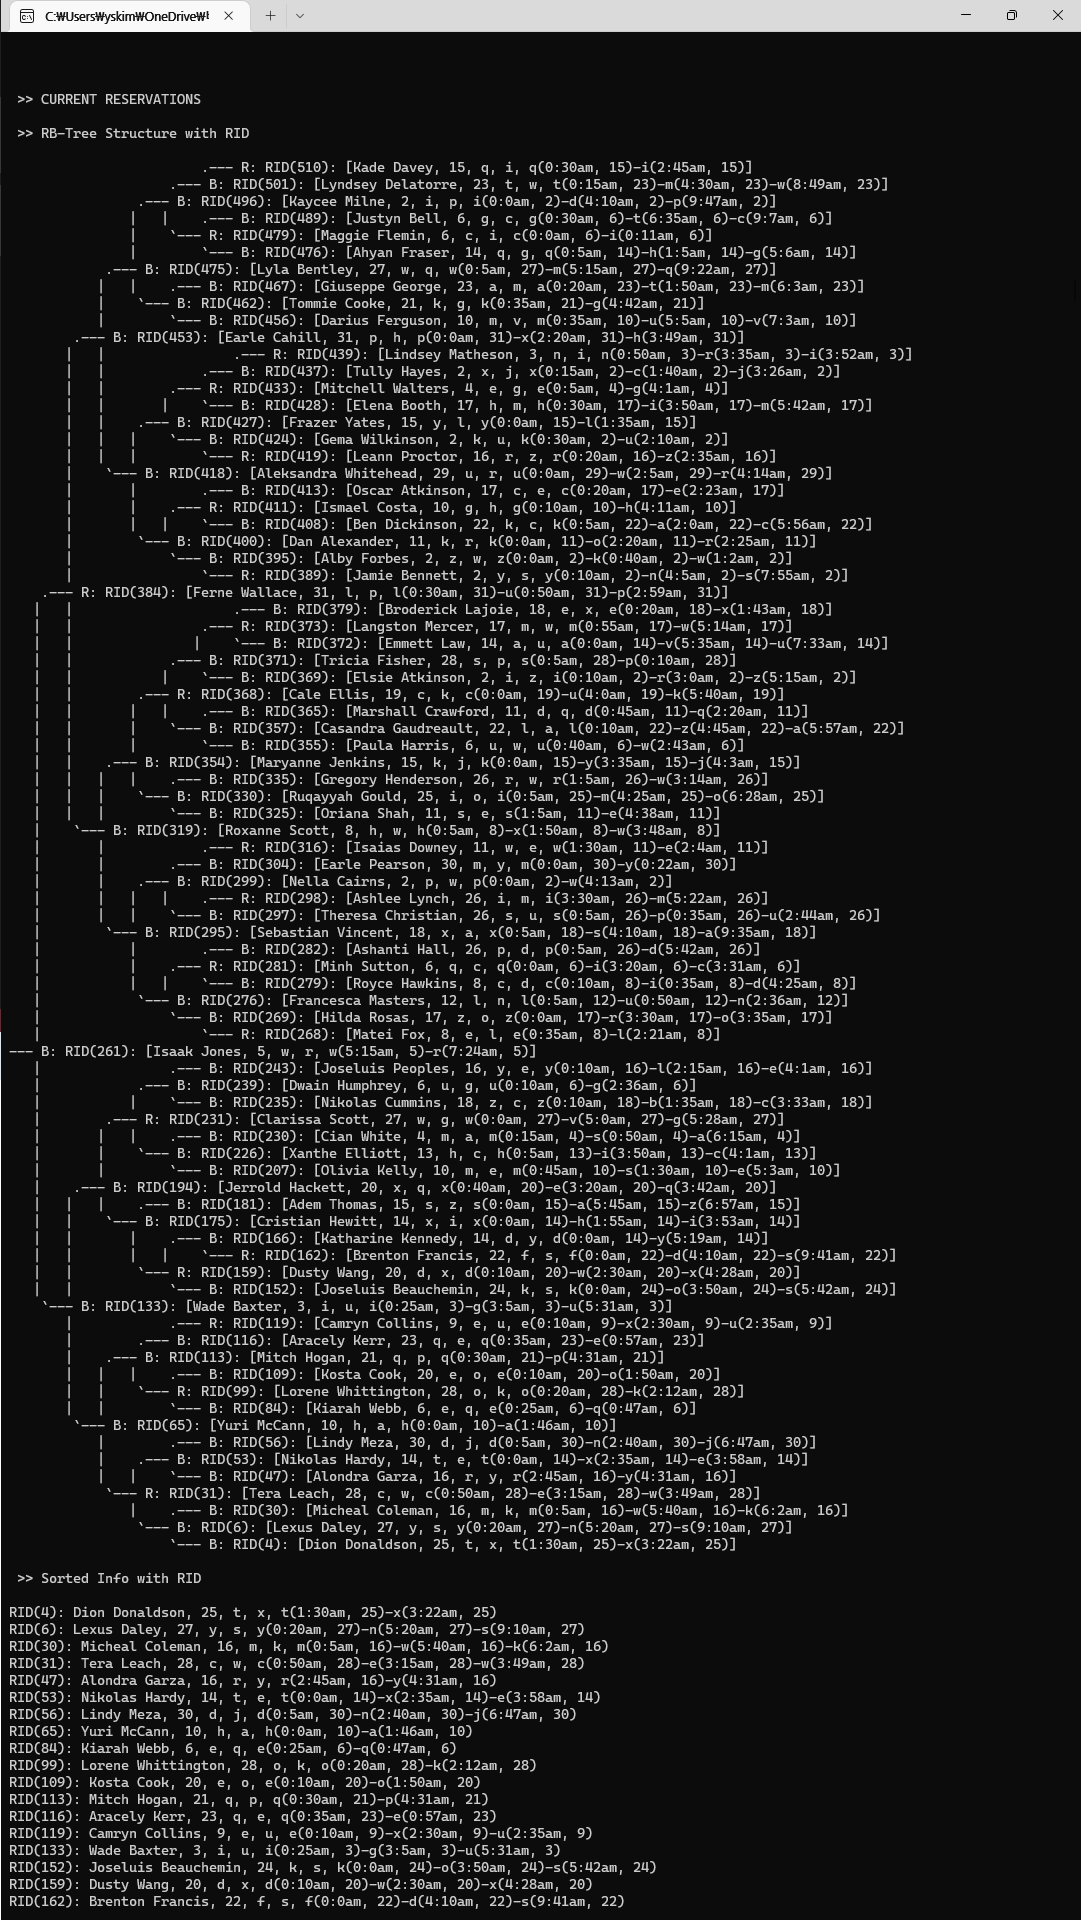 C:₩Users₩yskim₩OneDrive₩
>> CURRENT RESERVATIONS
>> RB-Tree Structure with RID
.--- R: RID(510): [Kade Davey, 15, q, i, q(0:30am, 15)-i(2:45am, 15)]
.--- B: RID(501): [Lyndsey Delatorre, 23, t, w, t(0:15am, 23)-m(4:30am, 23)-w(8:49am, 23)]
.--- B: RID(496): [Kaycee Milne, 2, i, p, i(0:0am, 2)-d(4:10am, 2)-p(9:47am, 2)]
| | .--- B: RID(489): [Justyn Bell, 6, g, c, g(0:30am, 6)-t(6:35am, 6)-c(9:7am, 6)]
| `--- R: RID(479): [Maggie Flemin, 6, c, i, c(0:0am, 6)-i(0:11am, 6)]
| `--- B: RID(476): [Ahyan Fraser, 14, q, g, q(0:5am, 14)-h(1:5am, 14)-g(5:6am, 14)]
.--- B: RID(475): [Lyla Bentley, 27, w, q, w(0:5am, 27)-m(5:15am, 27)-q(9:22am, 27)]
| | .--- B: RID(467): [Giuseppe George, 23, a, m, a(0:20am, 23)-t(1:50am, 23)-m(6:3am, 23)]
| `--- B: RID(462): [Tommie Cooke, 21, k, g, k(0:35am, 21)-g(4:42am, 21)]
| `--- B: RID(456): [Darius Ferguson, 10, m, v, m(0:35am, 10)-u(5:5am, 10)-v(7:3am, 10)]
.--- B: RID(453): [Earle Cahill, 31, p, h, p(0:0am, 31)-x(2:20am, 31)-h(3:49am, 31)]
| | .--- R: RID(439): [Lindsey Matheson, 3, n, i, n(0:50am, 3)-r(3:35am, 3)-i(3:52am, 3)]
| | .--- B: RID(437): [Tully Hayes, 2, x, j, x(0:15am, 2)-c(1:40am, 2)-j(3:26am, 2)]
| | .--- R: RID(433): [Mitchell Walters, 4, e, g, e(0:5am, 4)-g(4:1am, 4)]
| | | `--- B: RID(428): [Elena Booth, 17, h, m, h(0:30am, 17)-i(3:50am, 17)-m(5:42am, 17)]
| | .--- B: RID(427): [Frazer Yates, 15, y, l, y(0:0am, 15)-l(1:35am, 15)]
| | | `--- B: RID(424): [Gema Wilkinson, 2, k, u, k(0:30am, 2)-u(2:10am, 2)]
| | | `--- R: RID(419): [Leann Proctor, 16, r, z, r(0:20am, 16)-z(2:35am, 16)]
| `--- B: RID(418): [Aleksandra Whitehead, 29, u, r, u(0:0am, 29)-w(2:5am, 29)-r(4:14am, 29)]
| | .--- B: RID(413): [Oscar Atkinson, 17, c, e, c(0:20am, 17)-e(2:23am, 17)]
| | .--- R: RID(411): [Ismael Costa, 10, g, h, g(0:10am, 10)-h(4:11am, 10)]
| | | `--- B: RID(408): [Ben Dickinson, 22, k, c, k(0:5am, 22)-a(2:0am, 22)-c(5:56am, 22)]
| `--- B: RID(400): [Dan Alexander, 11, k, r, k(0:0am, 11)-o(2:20am, 11)-r(2:25am, 11)]
| `--- B: RID(395): [Alby Forbes, 2, z, w, z(0:0am, 2)-k(0:40am, 2)-w(1:2am, 2)]
| `--- R: RID(389): [Jamie Bennett, 2, y, s, y(0:10am, 2)-n(4:5am, 2)-s(7:55am, 2)]
.--- R: RID(384): [Ferne Wallace, 31, l, p, l(0:30am, 31)-u(0:50am, 31)-p(2:59am, 31)]
| | .--- B: RID(379): [Broderick Lajoie, 18, e, x, e(0:20am, 18)-x(1:43am, 18)]
| | .--- R: RID(373): [Langston Mercer, 17, m, w, m(0:55am, 17)-w(5:14am, 17)]
| | | `--- B: RID(372): [Emmett Law, 14, a, u, a(0:0am, 14)-v(5:35am, 14)-u(7:33am, 14)]
| | .--- B: RID(371): [Tricia Fisher, 28, s, p, s(0:5am, 28)-p(0:10am, 28)]
| | | `--- B: RID(369): [Elsie Atkinson, 2, i, z, i(0:10am, 2)-r(3:0am, 2)-z(5:15am, 2)]
| | .--- R: RID(368): [Cale Ellis, 19, c, k, c(0:0am, 19)-u(4:0am, 19)-k(5:40am, 19)]
| | | | .--- B: RID(365): [Marshall Crawford, 11, d, q, d(0:45am, 11)-q(2:20am, 11)]
| | | `--- B: RID(357): [Casandra Gaudreault, 22, l, a, l(0:10am, 22)-z(4:45am, 22)-a(5:57am, 22)]
| | | `--- B: RID(355): [Paula Harris, 6, u, w, u(0:40am, 6)-w(2:43am, 6)]
| | .--- B: RID(354): [Maryanne Jenkins, 15, k, j, k(0:0am, 15)-y(3:35am, 15)-j(4:3am, 15)]
| | | | .--- B: RID(335): [Gregory Henderson, 26, r, w, r(1:5am, 26)-w(3:14am, 26)]
| | | `--- B: RID(330): [Ruqayyah Gould, 25, i, o, i(0:5am, 25)-m(4:25am, 25)-o(6:28am, 25)]
| | | `--- B: RID(325): [Oriana Shah, 11, s, e, s(1:5am, 11)-e(4:38am, 11)]
| `--- B: RID(319): [Roxanne Scott, 8, h, w, h(0:5am, 8)-x(1:50am, 8)-w(3:48am, 8)]
| | .--- R: RID(316): [Isaias Downey, 11, w, e, w(1:30am, 11)-e(2:4am, 11)]
| | .--- B: RID(304): [Earle Pearson, 30, m, y, m(0:0am, 30)-y(0:22am, 30)]
| | .--- B: RID(299): [Nella Cairns, 2, p, w, p(0:0am, 2)-w(4:13am, 2)]
| | | | .--- R: RID(298): [Ashlee Lynch, 26, i, m, i(3:30am, 26)-m(5:22am, 26)]
| | | `--- B: RID(297): [Theresa Christian, 26, s, u, s(0:5am, 26)-p(0:35am, 26)-u(2:44am, 26)]
| `--- B: RID(295): [Sebastian Vincent, 18, x, a, x(0:5am, 18)-s(4:10am, 18)-a(9:35am, 18)]
| | .--- B: RID(282): [Ashanti Hall, 26, p, d, p(0:5am, 26)-d(5:42am, 26)]
| | .--- R: RID(281): [Minh Sutton, 6, q, c, q(0:0am, 6)-i(3:20am, 6)-c(3:31am, 6)]
| | | `--- B: RID(279): [Royce Hawkins, 8, c, d, c(0:10am, 8)-i(0:35am, 8)-d(4:25am, 8)]
| `--- B: RID(276): [Francesca Masters, 12, l, n, l(0:5am, 12)-u(0:50am, 12)-n(2:36am, 12)]
| `--- B: RID(269): [Hilda Rosas, 17, z, o, z(0:0am, 17)-r(3:30am, 17)-o(3:35am, 17)]
| `--- R: RID(268): [Matei Fox, 8, e, l, e(0:35am, 8)-l(2:21am, 8)]
--- B: RID(261): [Isaak Jones, 5, w, r, w(5:15am, 5)-r(7:24am, 5)]
| .--- B: RID(243): [Joseluis Peoples, 16, y, e, y(0:10am, 16)-l(2:15am, 16)-e(4:1am, 16)]
| .--- B: RID(239): [Dwain Humphrey, 6, u, g, u(0:10am, 6)-g(2:36am, 6)]
| | `--- B: RID(235): [Nikolas Cummins, 18, z, c, z(0:10am, 18)-b(1:35am, 18)-c(3:33am, 18)]
| .--- R: RID(231): [Clarissa Scott, 27, w, g, w(0:0am, 27)-v(5:0am, 27)-g(5:28am, 27)]
| | | .--- B: RID(230): [Cian White, 4, m, a, m(0:15am, 4)-s(0:50am, 4)-a(6:15am, 4)]
| | `--- B: RID(226): [Xanthe Elliott, 13, h, c, h(0:5am, 13)-i(3:50am, 13)-c(4:1am, 13)]
| | `--- B: RID(207): [Olivia Kelly, 10, m, e, m(0:45am, 10)-s(1:30am, 10)-e(5:3am, 10)]
| .--- B: RID(194): [Jerrold Hackett, 20, x, q, x(0:40am, 20)-e(3:20am, 20)-q(3:42am, 20)]
| | | .--- B: RID(181): [Adem Thomas, 15, s, z, s(0:0am, 15)-a(5:45am, 15)-z(6:57am, 15)]
| | `--- B: RID(175): [Cristian Hewitt, 14, x, i, x(0:0am, 14)-h(1:55am, 14)-i(3:53am, 14)]
| | | .--- B: RID(166): [Katharine Kennedy, 14, d, y, d(0:0am, 14)-y(5:19am, 14)]
| | | | `--- R: RID(162): [Brenton Francis, 22, f, s, f(0:0am, 22)-d(4:10am, 22)-s(9:41am, 22)]
| | `--- R: RID(159): [Dusty Wang, 20, d, x, d(0:10am, 20)-w(2:30am, 20)-x(4:28am, 20)]
| | `--- B: RID(152): [Joseluis Beauchemin, 24, k, s, k(0:0am, 24)-o(3:50am, 24)-s(5:42am, 24)]
`--- B: RID(133): [Wade Baxter, 3, i, u, i(0:25am, 3)-g(3:5am, 3)-u(5:31am, 3)]
| .--- R: RID(119): [Camryn Collins, 9, e, u, e(0:10am, 9)-x(2:30am, 9)-u(2:35am, 9)]
| .--- B: RID(116): [Aracely Kerr, 23, q, e, q(0:35am, 23)-e(0:57am, 23)]
| .--- B: RID(113): [Mitch Hogan, 21, q, p, q(0:30am, 21)-p(4:31am, 21)]
| | | .--- B: RID(109): [Kosta Cook, 20, e, o, e(0:10am, 20)-o(1:50am, 20)]
| | `--- R: RID(99): [Lorene Whittington, 28, o, k, o(0:20am, 28)-k(2:12am, 28)]
| | `--- B: RID(84): [Kiarah Webb, 6, e, q, e(0:25am, 6)-q(0:47am, 6)]
`--- B: RID(65): [Yuri McCann, 10, h, a, h(0:0am, 10)-a(1:46am, 10)]
| .--- B: RID(56): [Lindy Meza, 30, d, j, d(0:5am, 30)-n(2:40am, 30)-j(6:47am, 30)]
| .--- B: RID(53): [Nikolas Hardy, 14, t, e, t(0:0am, 14)-x(2:35am, 14)-e(3:58am, 14)]
| | `--- B: RID(47): [Alondra Garza, 16, r, y, r(2:45am, 16)-y(4:31am, 16)]
`--- R: RID(31): [Tera Leach, 28, c, w, c(0:50am, 28)-e(3:15am, 28)-w(3:49am, 28)]
| .--- B: RID(30): [Micheal Coleman, 16, m, k, m(0:5am, 16)-w(5:40am, 16)-k(6:2am, 16)]
`--- B: RID(6): [Lexus Daley, 27, y, s, y(0:20am, 27)-n(5:20am, 27)-s(9:10am, 27)]
`--- B: RID(4): [Dion Donaldson, 25, t, x, t(1:30am, 25)-x(3:22am, 25)]
>> Sorted Info with RID
RID(4): Dion Donaldson, 25, t, x, t(1:30am, 25)-x(3:22am, 25)
RID(6): Lexus Daley, 27, y, s, y(0:20am, 27)-n(5:20am, 27)-s(9:10am, 27)
RID(30): Micheal Coleman, 16, m, k, m(0:5am, 16)-w(5:40am, 16)-k(6:2am, 16)
RID(31): Tera Leach, 28, c, w, c(0:50am, 28)-e(3:15am, 28)-w(3:49am, 28)
RID(47): Alondra Garza, 16, r, y, r(2:45am, 16)-y(4:31am, 16)
RID(53): Nikolas Hardy, 14, t, e, t(0:0am, 14)-x(2:35am, 14)-e(3:58am, 14)
RID(56): Lindy Meza, 30, d, j, d(0:5am, 30)-n(2:40am, 30)-j(6:47am, 30)
RID(65): Yuri McCann, 10, h, a, h(0:0am, 10)-a(1:46am, 10)
RID(84): Kiarah Webb, 6, e, q, e(0:25am, 6)-q(0:47am, 6)
RID(99): Lorene Whittington, 28, o, k, o(0:20am, 28)-k(2:12am, 28)
RID(109): Kosta Cook, 20, e, o, e(0:10am, 20)-o(1:50am, 20)
RID(113): Mitch Hogan, 21, q, p, q(0:30am, 21)-p(4:31am, 21)
RID(116): Aracely Kerr, 23, q, e, q(0:35am, 23)-e(0:57am, 23)
RID(119): Camryn Collins, 9, e, u, e(0:10am, 9)-x(2:30am, 9)-u(2:35am, 9)
RID(133): Wade Baxter, 3, i, u, i(0:25am, 3)-g(3:5am, 3)-u(5:31am, 3)
RID(152): Joseluis Beauchemin, 24, k, s, k(0:0am, 24)-o(3:50am, 24)-s(5:42am, 24)
RID(159): Dusty Wang, 20, d, x, d(0:10am, 20)-w(2:30am, 20)-x(4:28am, 20)
RID(162): Brenton Francis, 22, f, s, f(0:0am, 22)-d(4:10am, 22)-s(9:41am, 22)